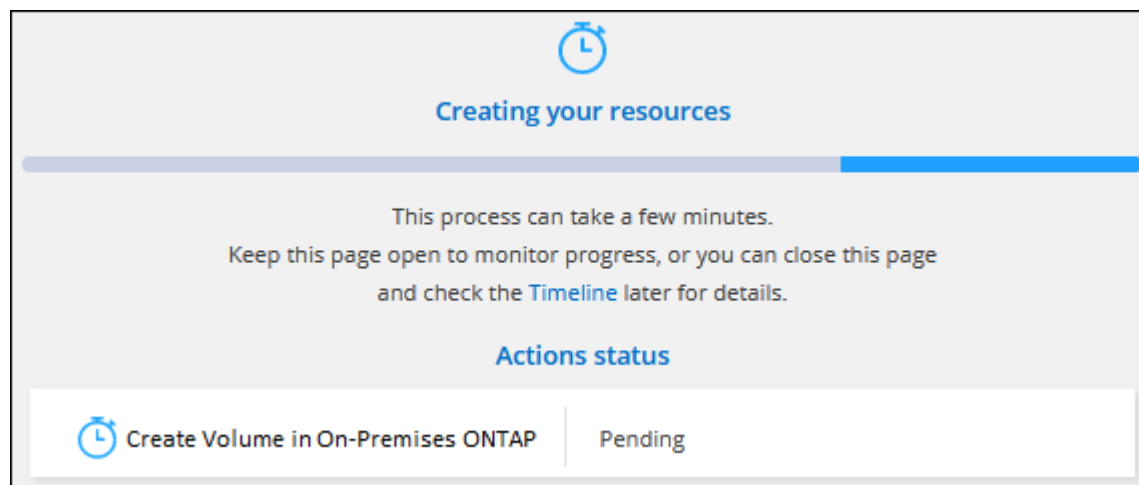 Creating your resources
This process can take a few minutes.
Keep this page open to monitor progress, or you can close this page
and check the Timeline later for details.
Actions status
Create Volume in On-Premises ONTAP
Pending